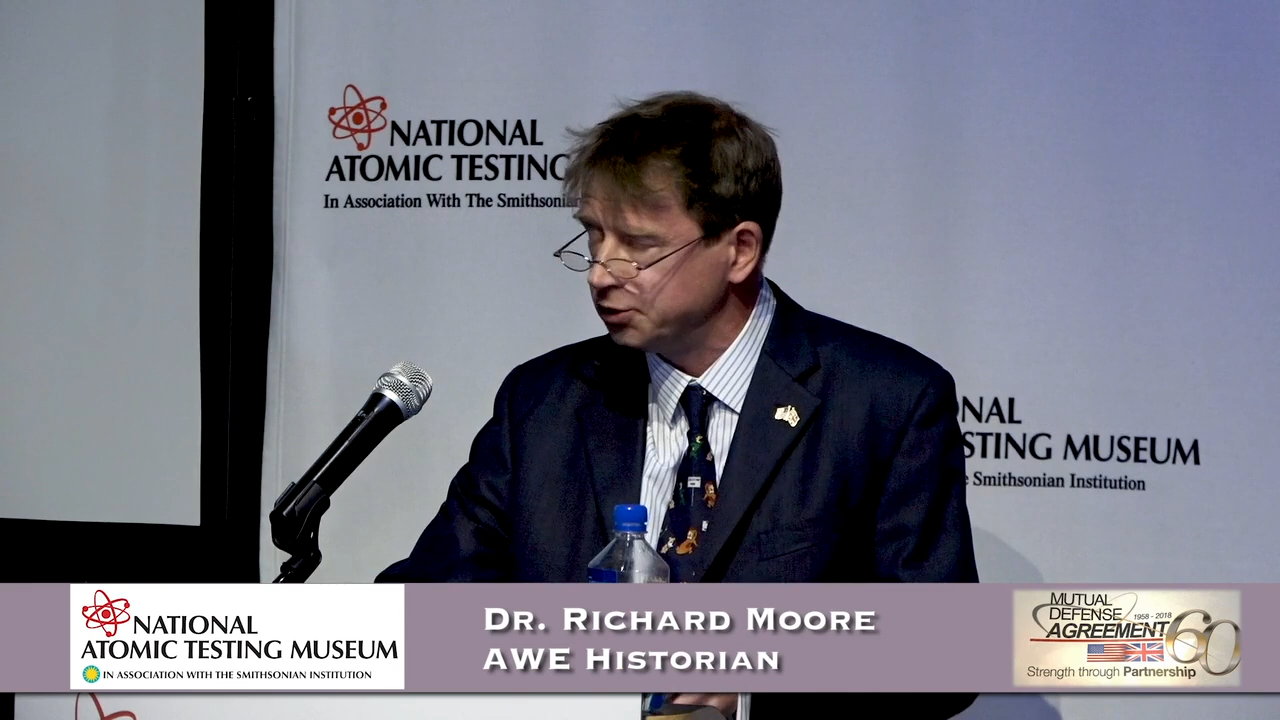 NATIONAL
ATOMIC TESTING
In Association With The Smithsonian
NAL
STING MUSEUM
Smithsonian Institution
NATIONAL
ATOMIC TESTING MUSEUM
IN ASSOCIATION WITH THE SMITHSONIAN INSTITUTION
DR. RICHARD MOORE
AWE HISTORIAN
MUTUAL
DEFENSE 1958 - 2018
AGREEMENT 60
Strength through Partnership